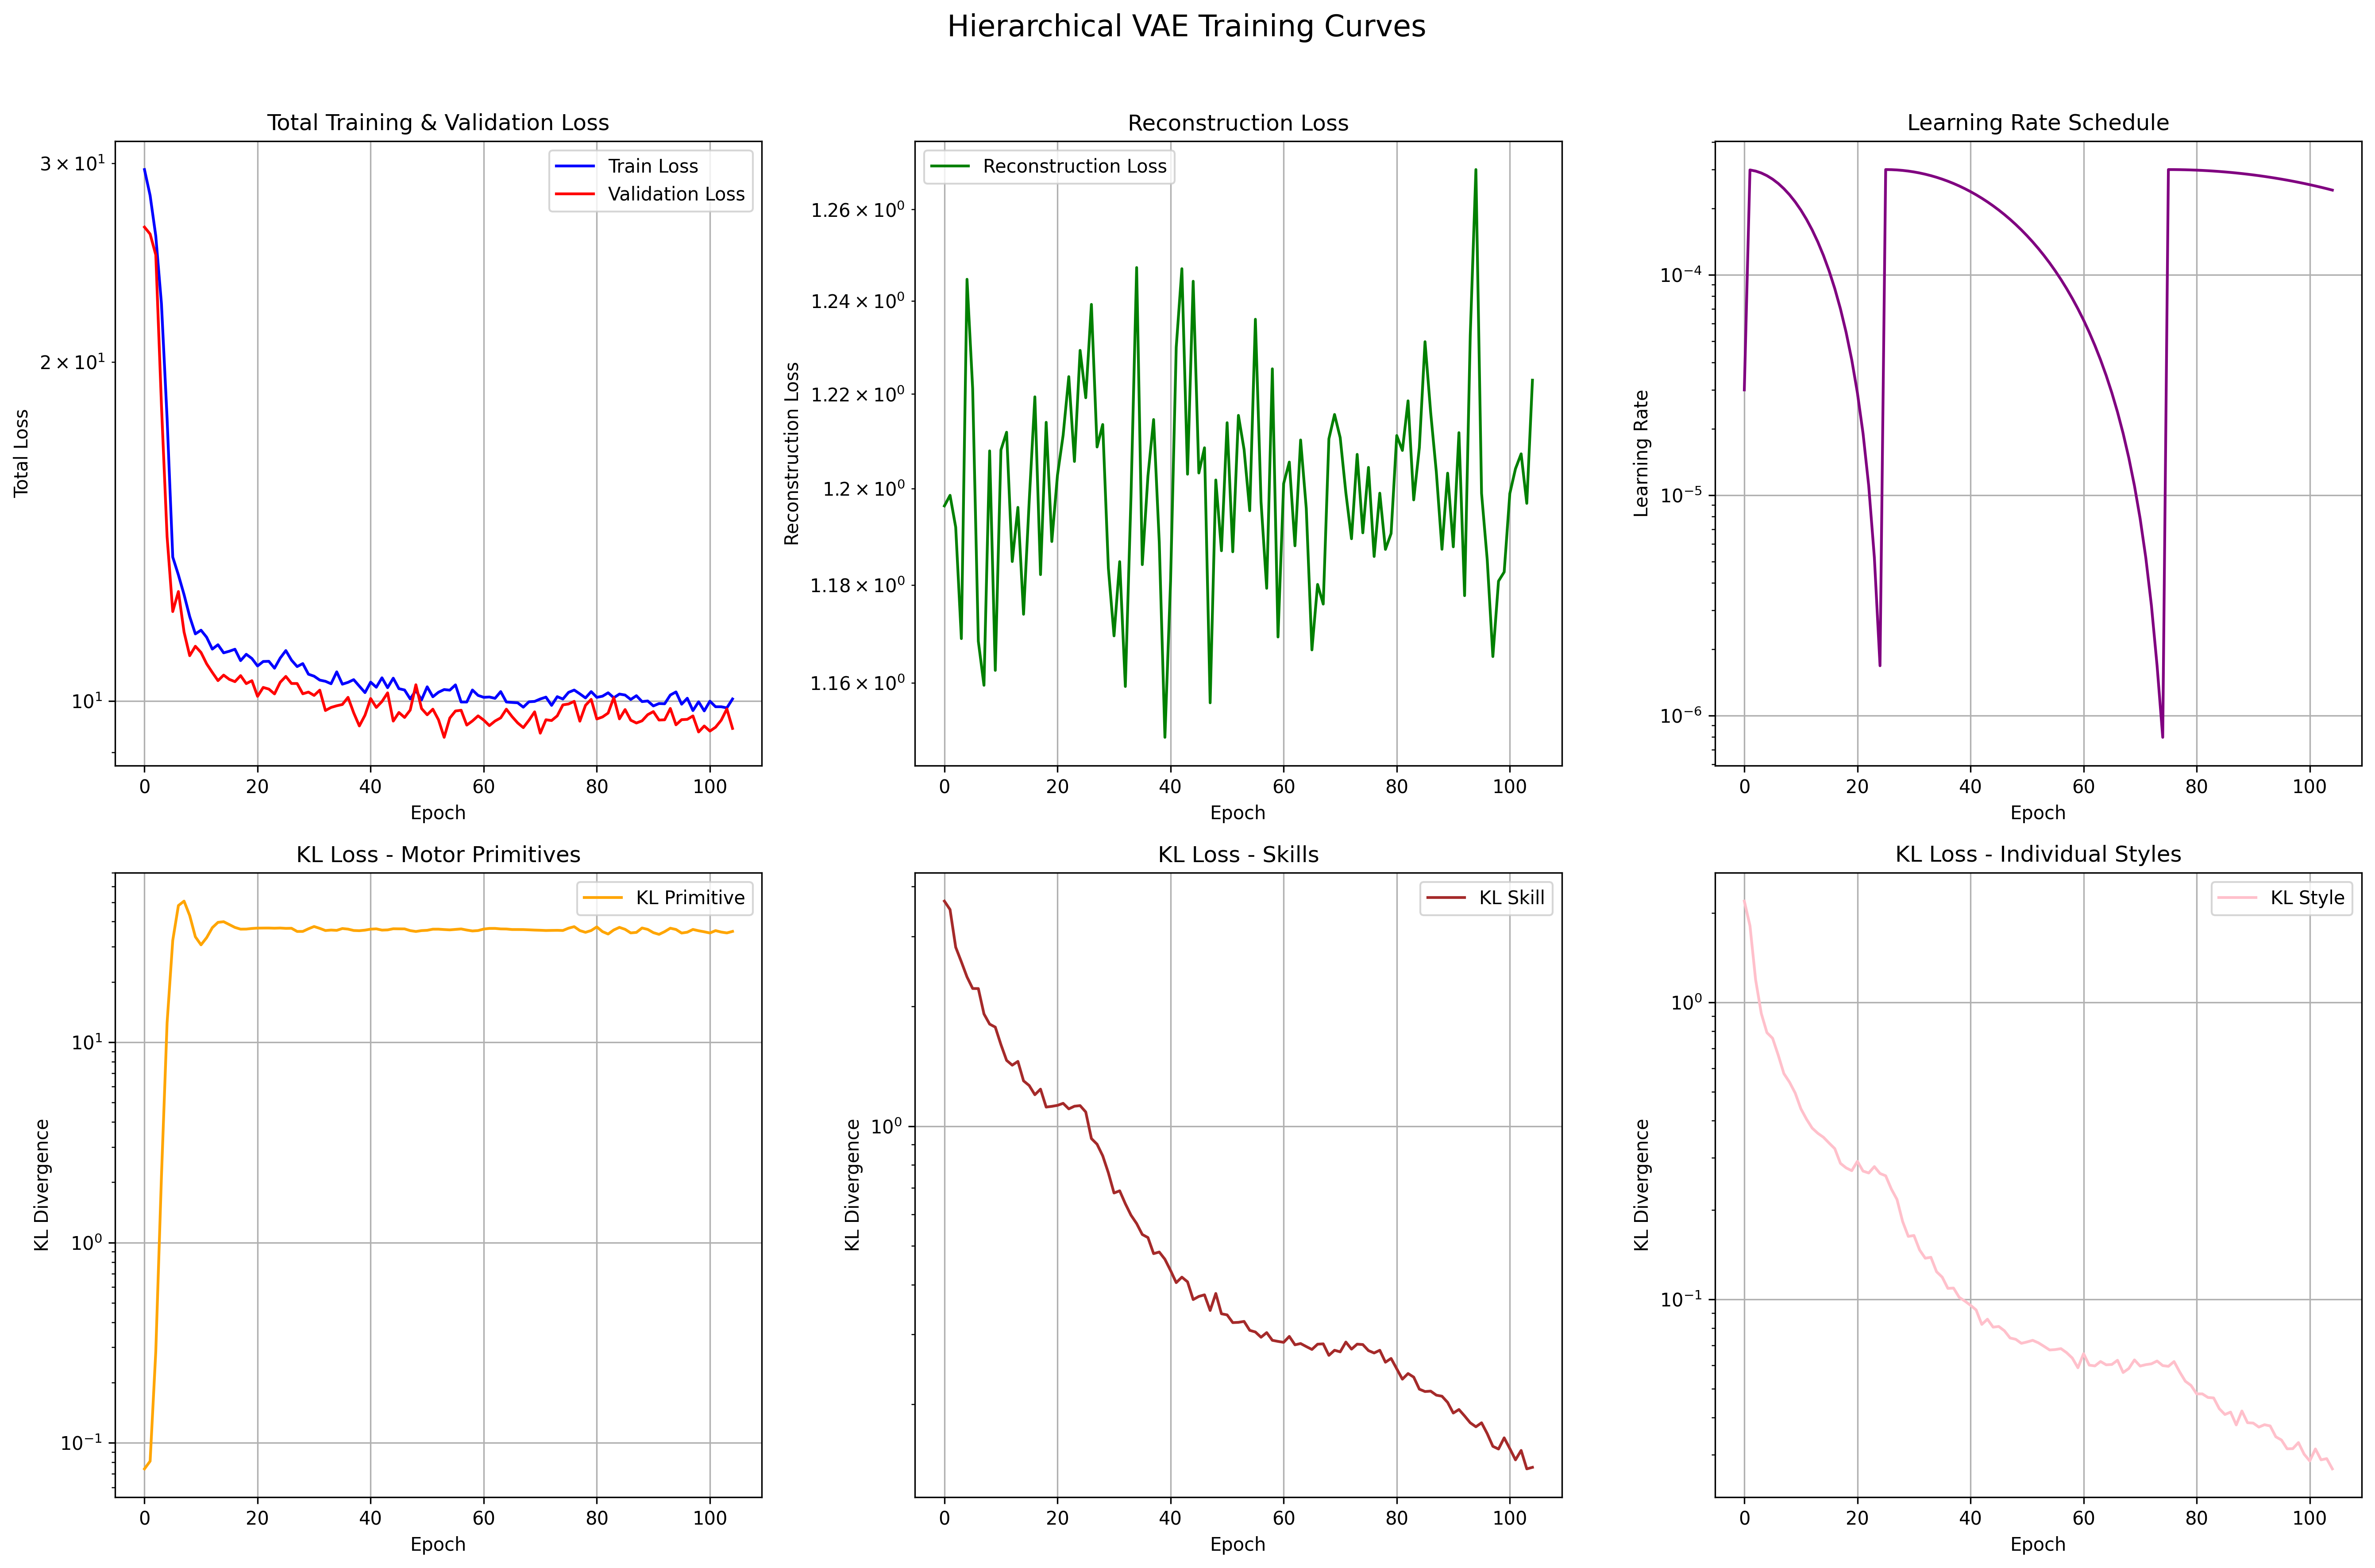 Hierarchical VAE Training Curves
Total Training & Validation Loss
Train Loss
Validation Loss
3 × 10¹
2 × 10¹
10¹
Total Loss
0 20 40 60 80 100
Epoch
Reconstruction Loss
Reconstruction Loss
1.26 × 10⁰
1.24 × 10⁰
1.22 × 10⁰
1.2 × 10⁰
1.18 × 10⁰
1.16 × 10⁰
Reconstruction Loss
0 20 40 60 80 100
Epoch
Learning Rate Schedule
10⁻⁴
10⁻⁵
10⁻⁶
Learning Rate
0 20 40 60 80 100
Epoch
KL Loss - Motor Primitives
KL Primitive
10¹
10⁰
10⁻¹
KL Divergence
0 20 40 60 80 100
Epoch
KL Loss - Skills
KL Skill
10⁰
KL Divergence
0 20 40 60 80 100
Epoch
KL Loss - Individual Styles
KL Style
10⁰
10⁻¹
KL Divergence
0 20 40 60 80 100
Epoch